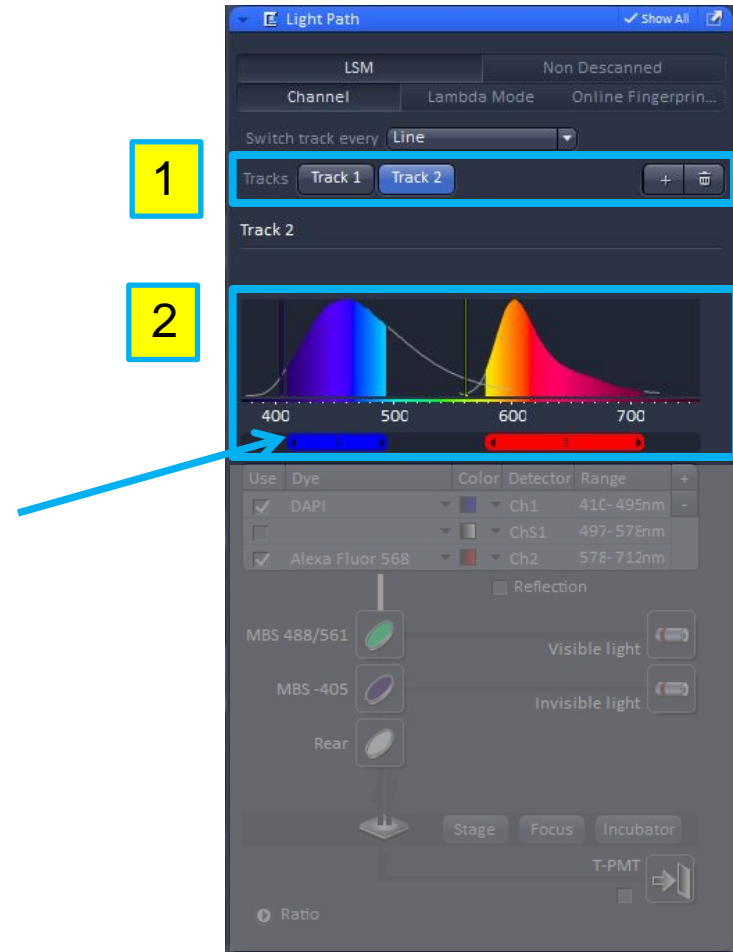 Light Path ✓ Show All
LSM Non Descanned
Channel Lambda Mode Online Fingerprin...
Switch track every Line
1
Tracks Track 1 Track 2 +
Track 2
2
400 500 600 700
Use Dye Color Detector Range +
DAPI Ch1 410-495nm -
ChS1 497-578nm
Alexa Fluor 568 Ch2 578-712nm
Reflection
MBS 488/561
Visible light
MBS -405
Invisible light
Rear
Stage Focus Incubator
T-PMT
Ratio